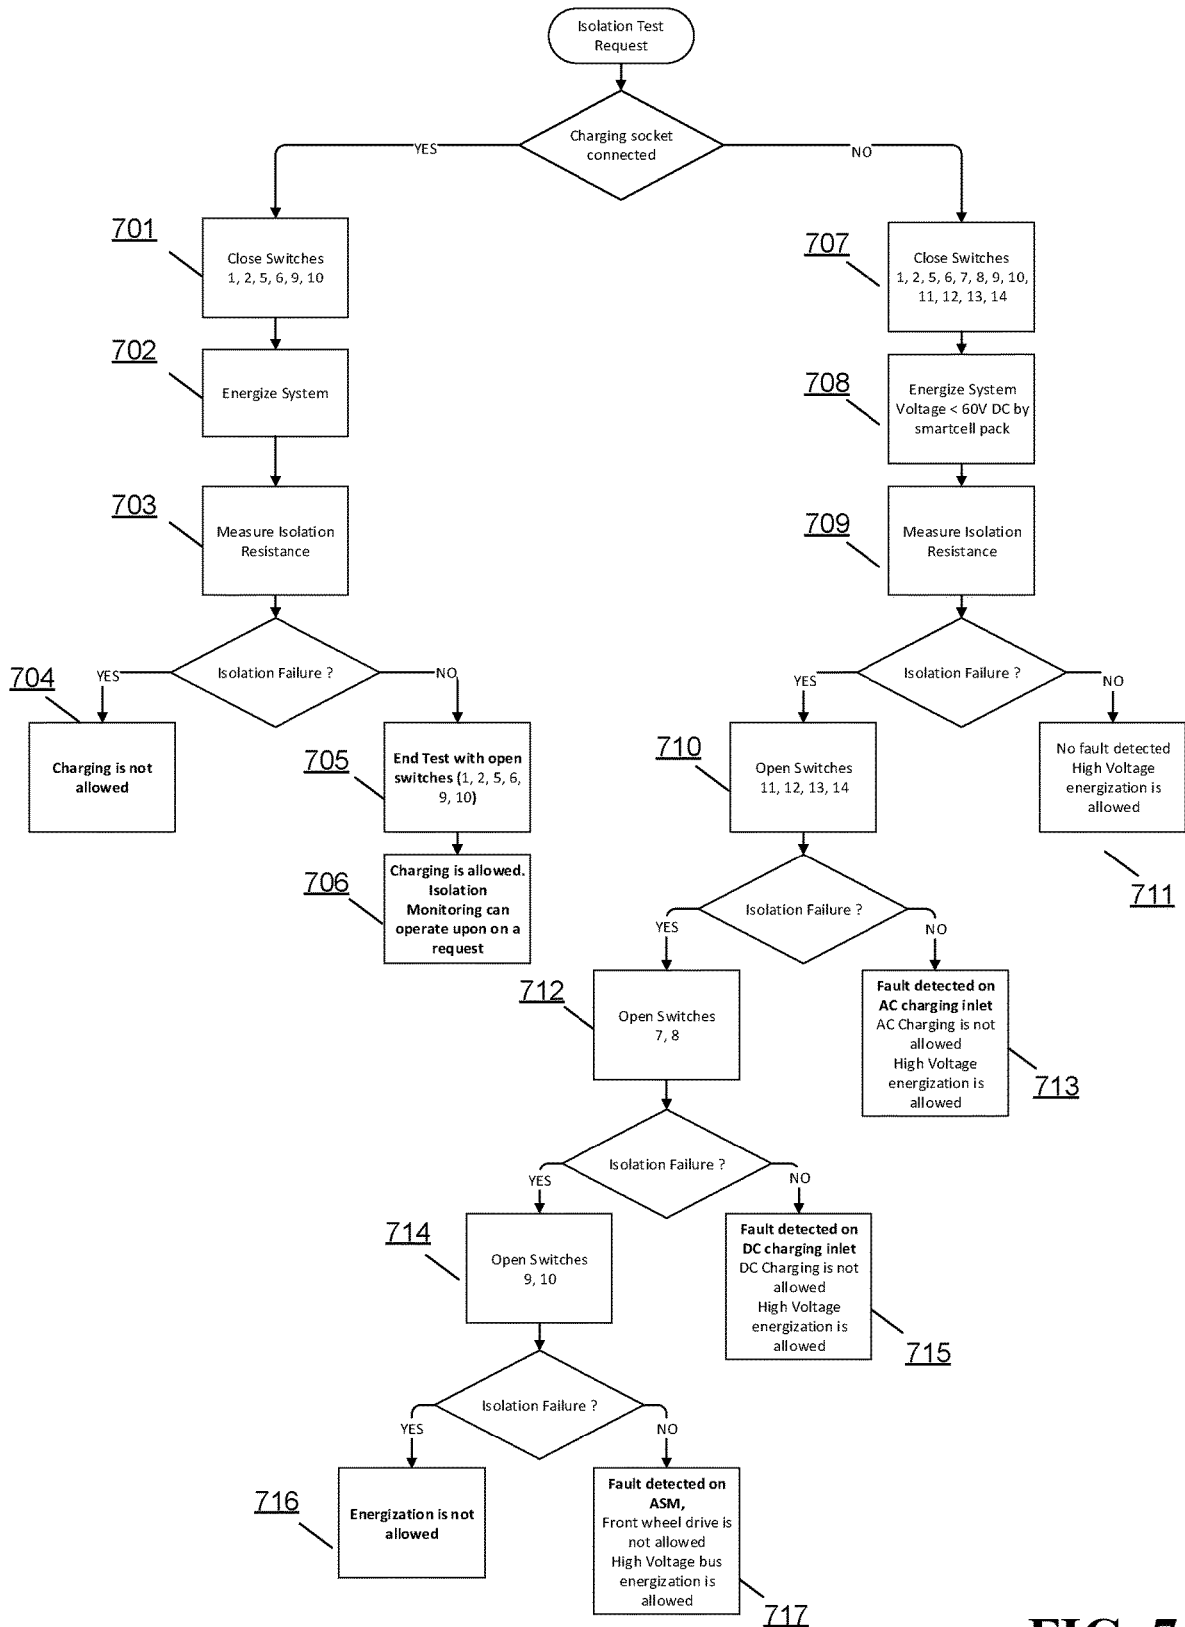 Isolation Test
Request
Charging socket
connected
YES
NO
701
Close Switches
1, 2, 5, 6, 9, 10
707
Close Switches
1, 2, 5, 6, 7, 8, 9, 10,
11, 12, 13, 14
702
Energize System
708
Energize System
Voltage < 60V DC by
smartcell pack
703
Measure Isolation
Resistance
709
Measure Isolation
Resistance
Isolation Failure ?
YES
NO
Isolation Failure ?
YES
NO
704
Charging is not
allowed
705
End Test with open
switches (1, 2, 5, 6,
9, 10)
710
Open Switches
11, 12, 13, 14
No fault detected
High Voltage
energization is
allowed
711
706
Charging is allowed.
Isolation
Monitoring can
operate upon on a
request
Isolation Failure ?
YES
NO
712
Open Switches
7, 8
Fault detected on
AC charging inlet
AC Charging is not
allowed
High Voltage
energization is
allowed
713
Isolation Failure ?
YES
NO
714
Open Switches
9, 10
Fault detected on
DC charging inlet
DC Charging is not
allowed
High Voltage
energization is
allowed
715
Isolation Failure ?
YES
NO
716
Energization is not
allowed
Fault detected on
ASM,
Front wheel drive is
not allowed
High Voltage bus
energization is
allowed
717
FIG. 7